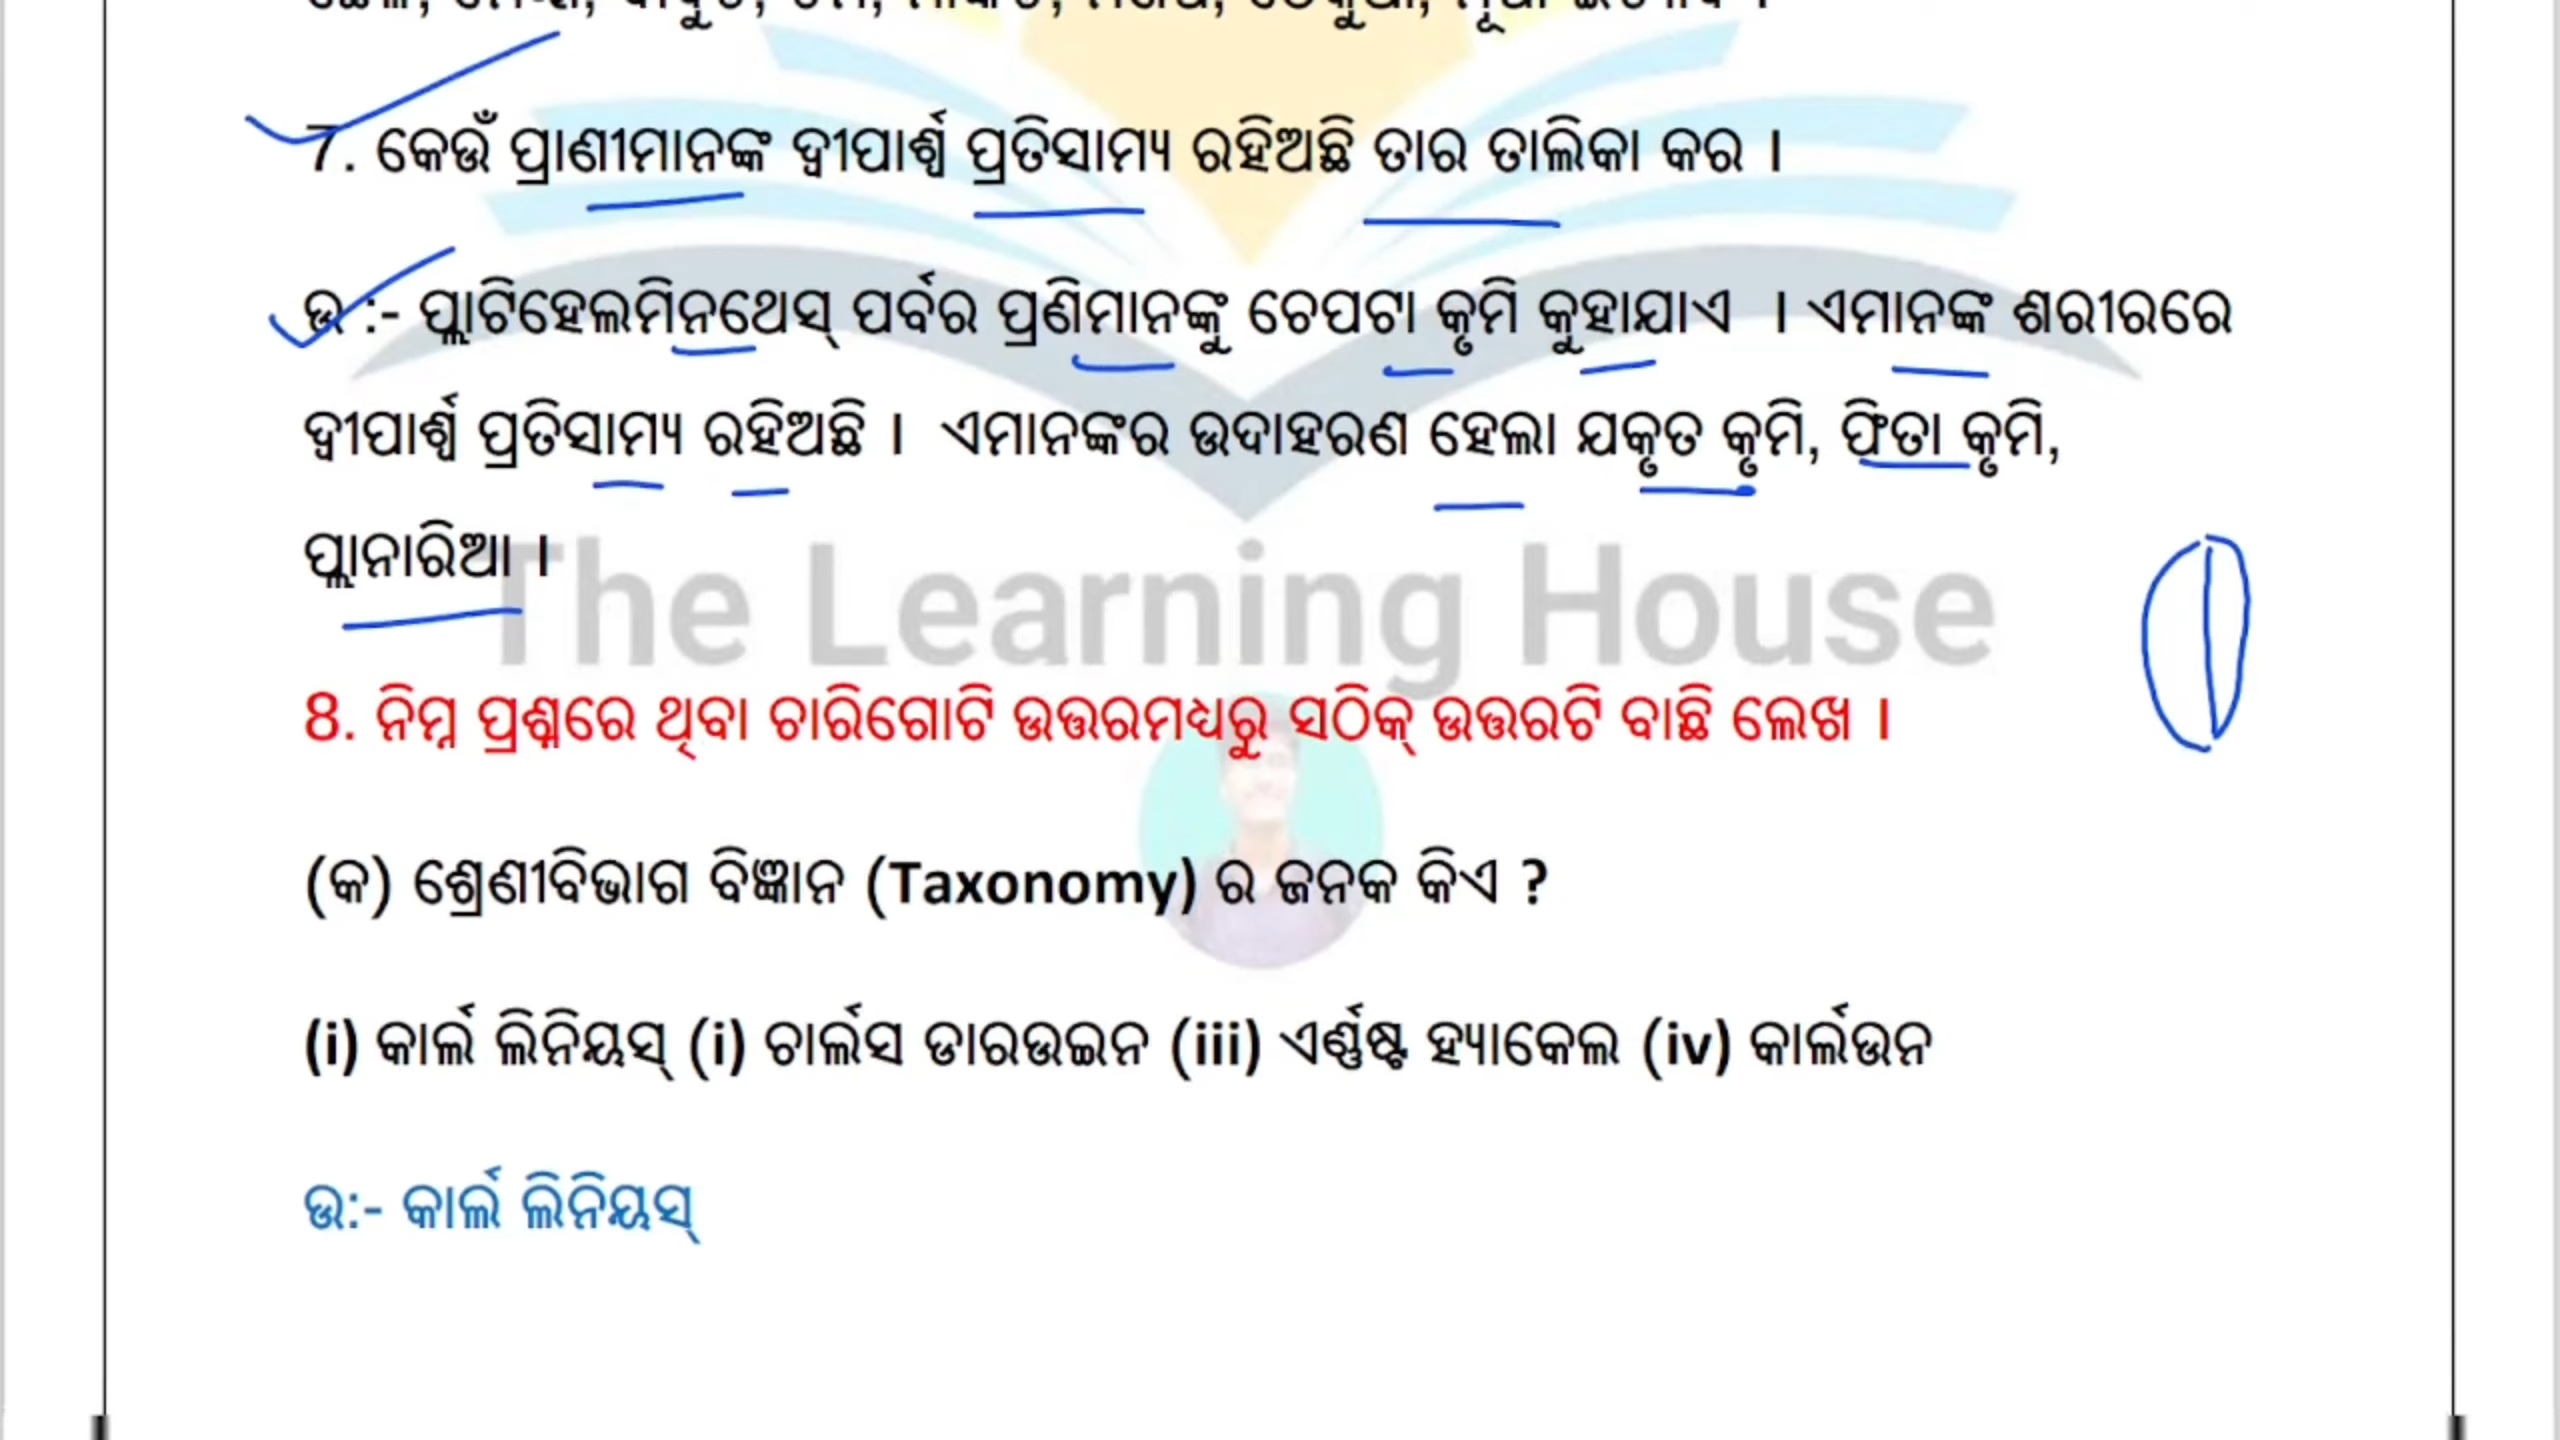 7. କେଉଁ ପ୍ରାଣୀମାନଙ୍କ ଦ୍ଵୀପାର୍ଶ୍ଵ ପ୍ରତିସାମ୍ୟ ରହିଅଛି ତାର ତାଲିକା କର ।
ଉ :- ପ୍ଲାଟିହେଲମିନଥେସ୍ ପର୍ବର ପ୍ରଣିମାନଙ୍କୁ ଚେପଟା କୃମି କୁହାଯାଏ । ଏମାନଙ୍କ ଶରୀରରେ
ଦ୍ଵୀପାର୍ଶ୍ଵ ପ୍ରତିସାମ୍ୟ ରହିଅଛି । ଏମାନଙ୍କର ଉଦାହରଣ ହେଲା ଯକୃତ କୃମି, ଫିତା କୃମି,
ପ୍ଲାନାରିଆ ।
The Learning House
8. ନିମ୍ନ ପ୍ରଶ୍ନରେ ଥିବା ଚାରିଗୋଟି ଉତ୍ତରମଧ୍ୟରୁ ସଠିକ୍ ଉତ୍ତରଟି ବାଛି ଲେଖ ।
(କ) ଶ୍ରେଣୀବିଭାଗ ବିଜ୍ଞାନ (Taxonomy) ର ଜନକ କିଏ ?
(i) କାର୍ଲ ଲିନିୟସ୍ (i) ଚାର୍ଲସ ଡାରଉଇନ (iii) ଏର୍ଣ୍ଣଷ୍ଟ ହ୍ୟାକେଲ (iv) କାର୍ଲଉନ
ଉ:- କାର୍ଲ ଲିନିୟସ୍